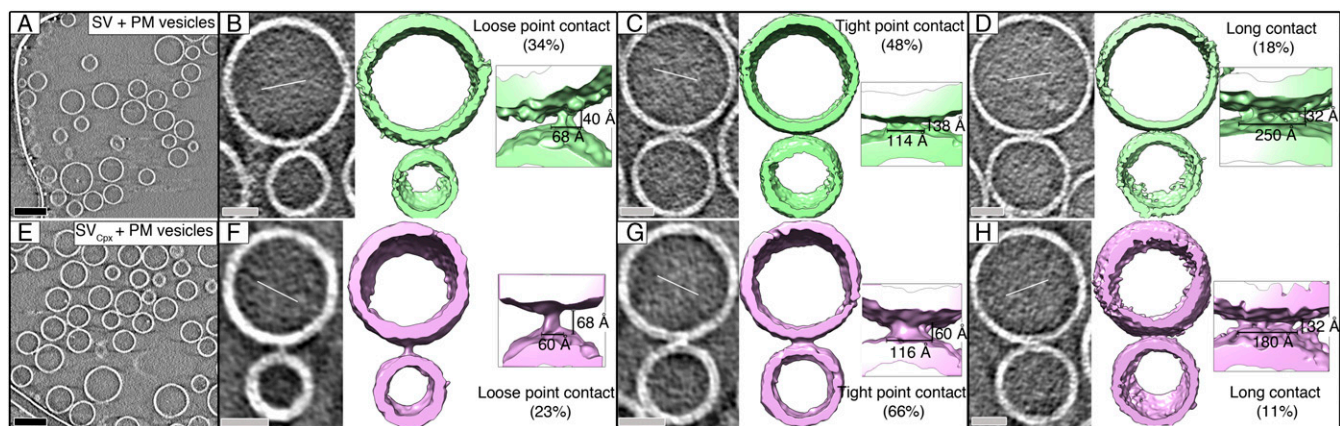 A
SV + PM vesicles
B
Loose point contact
(34%)
40 Å
68 Å
C
Tight point contact
(48%)
38 Å
114 Å
D
Long contact
(18%)
32 Å
250 Å
E
SVCpx + PM vesicles
F
68 Å
60 Å
Loose point contact
(23%)
G
60 Å
116 Å
Tight point contact
(66%)
H
32 Å
180 Å
Long contact
(11%)